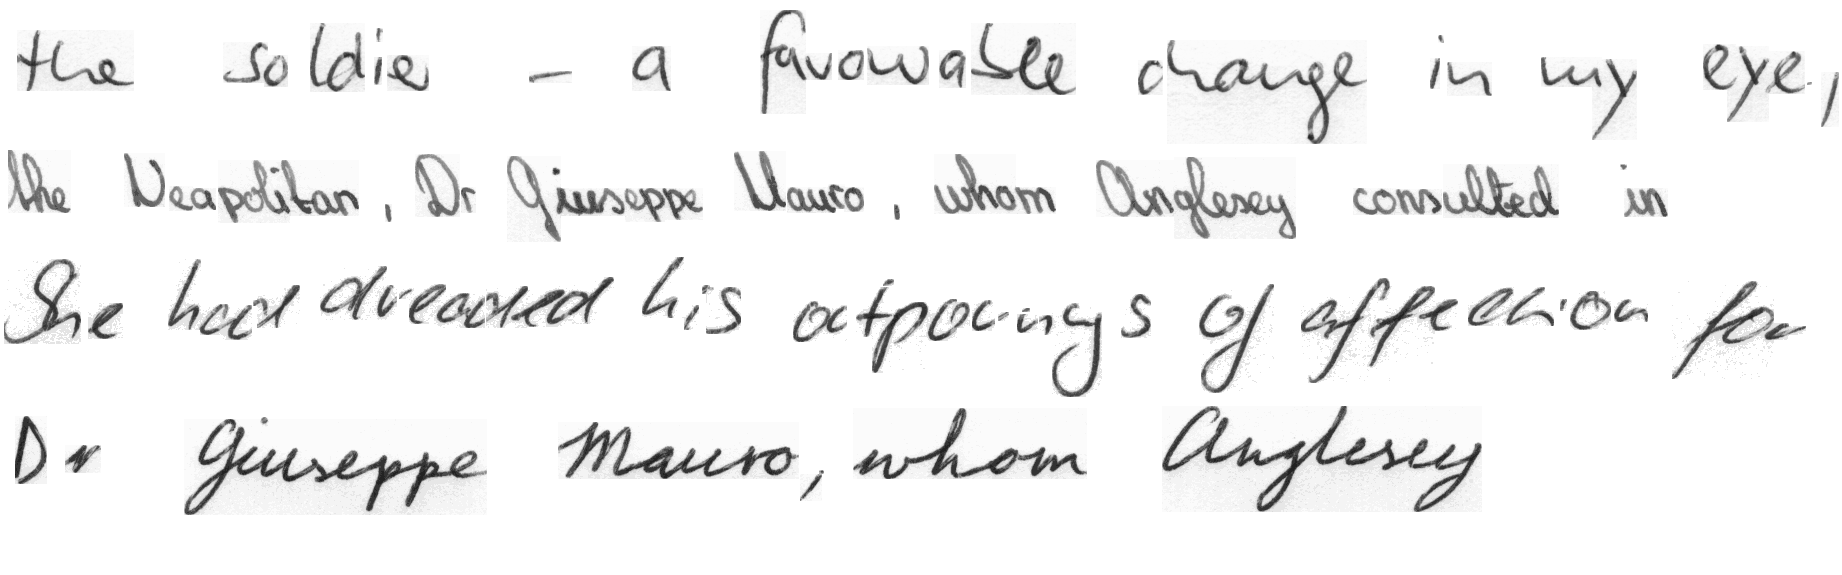 the soldier - a favourable change in my eye,
the Neapolitan, Dr Giuseppe Mauro, whom Anglesey consulted in
She had dreaded his outpourings of affection for
Dr Giuseppe Mauro, whom Anglesey